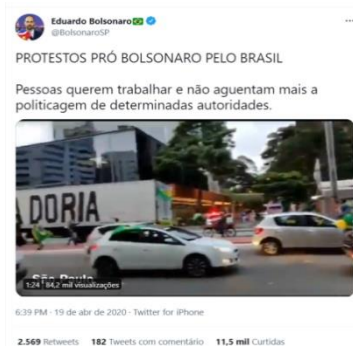 Eduardo Bolsonaro
@BolsonaroSP
PROTESTOS PRÓ BOLSONARO PELO BRASIL
Pessoas querem trabalhar e não aguentam mais a
politicagem de determinadas autoridades.
DORIA
São Paulo
1:24 84,2 mil visualizações
6:39 PM · 19 de abr de 2020 · Twitter for iPhone
2.569 Retweets 182 Tweets com comentário 11,5 mil Curtidas